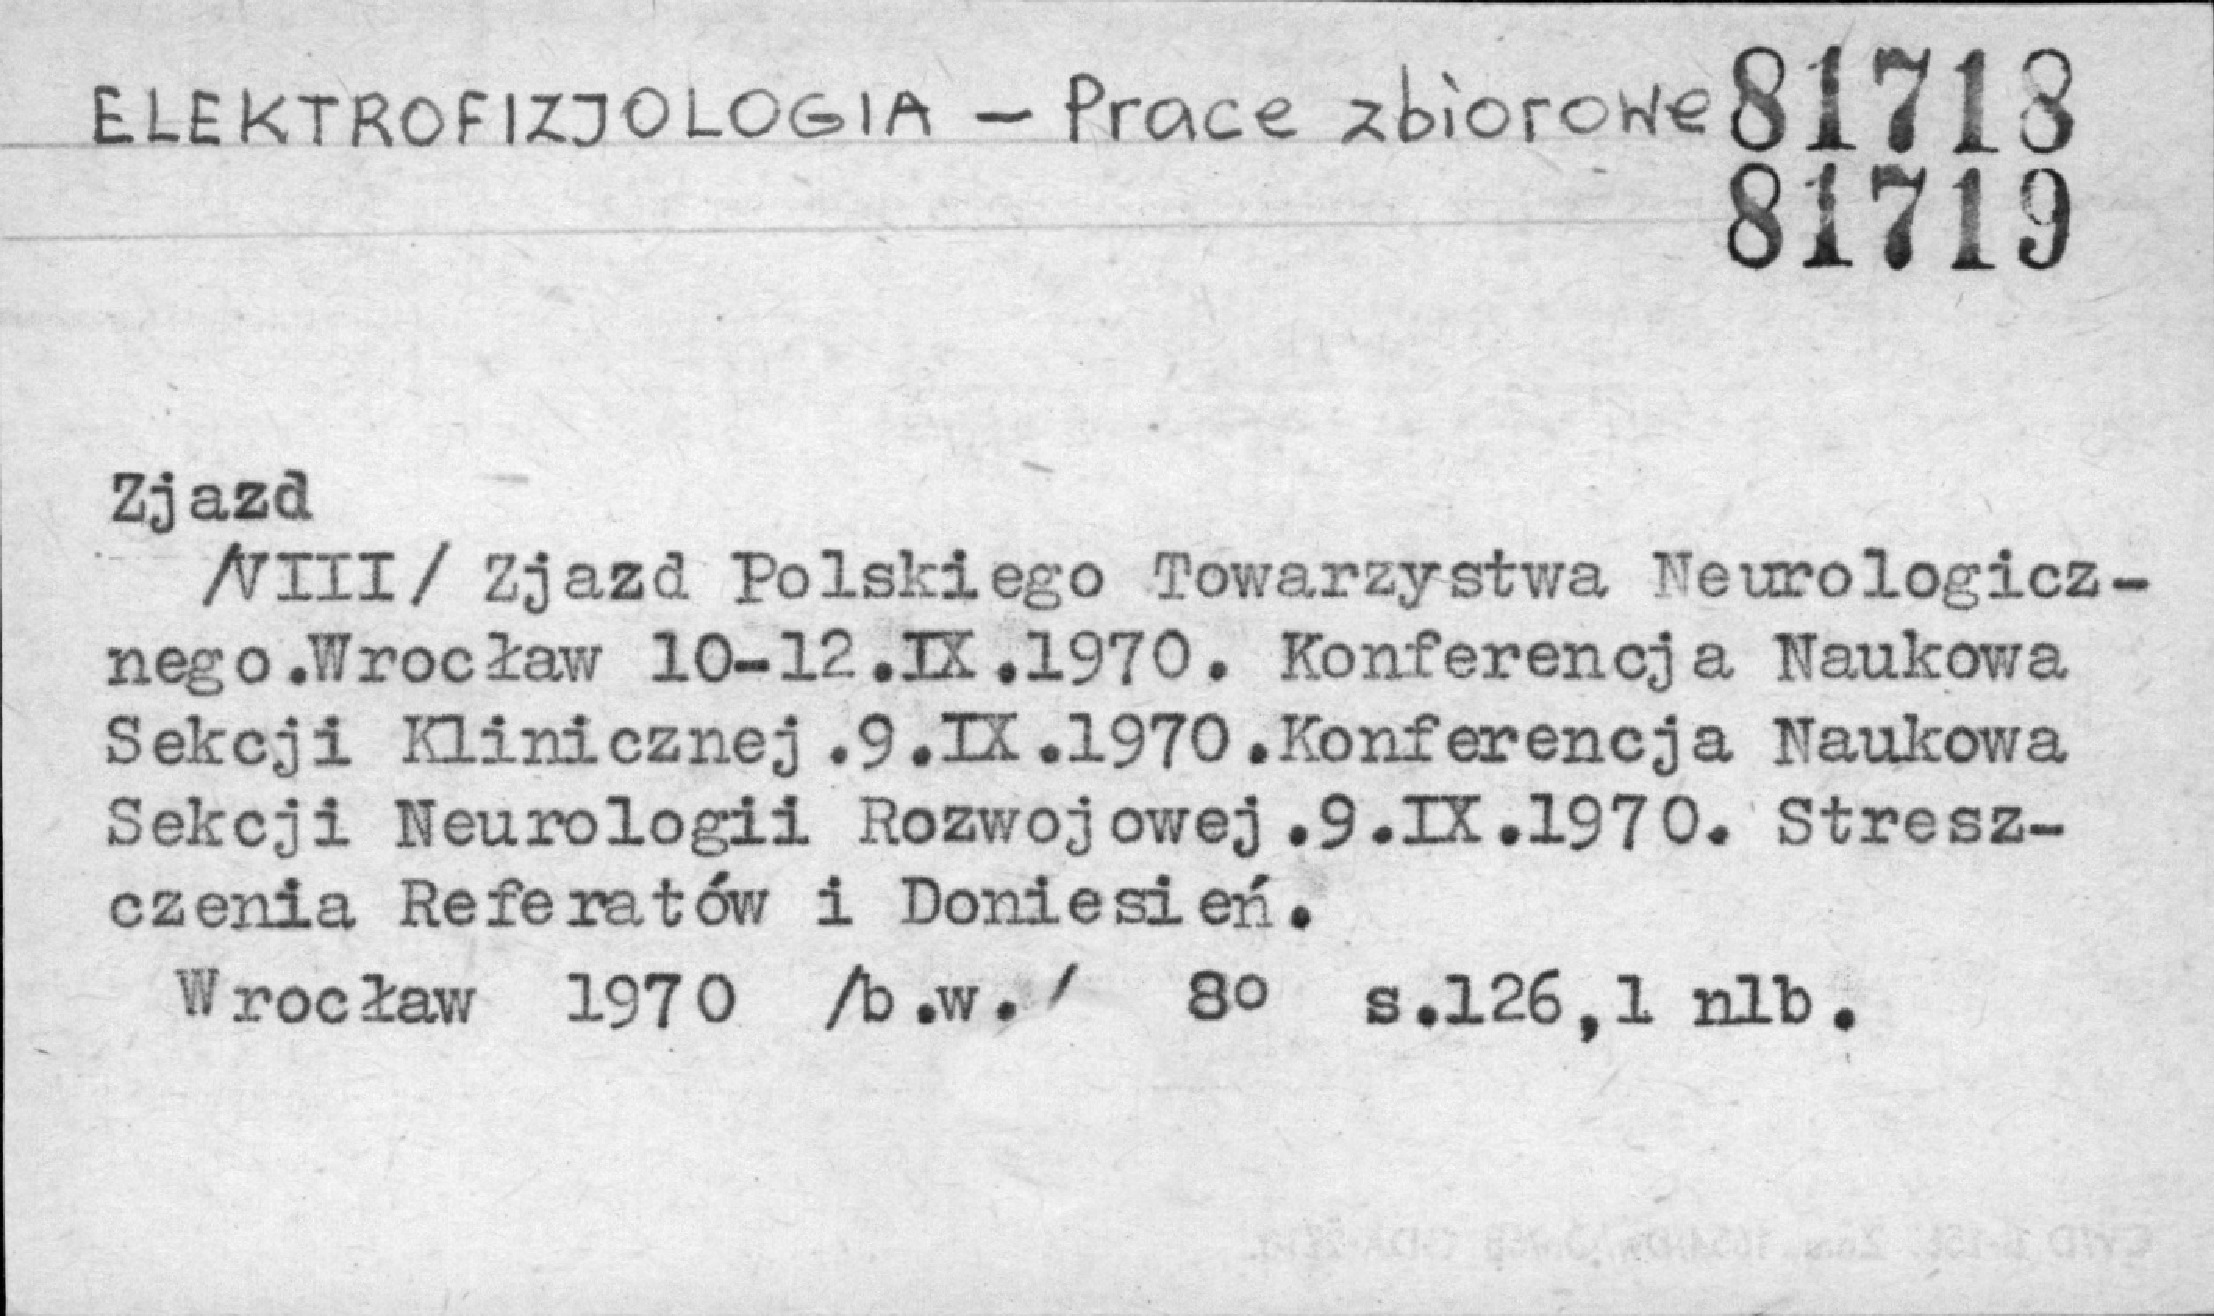 ELEKTROFIZJOLOGIA – Prace zbiorowe 81718
81719
Zjazd
/VIII/ Zjazd Polskiego Towarzystwa Neurologicz-
nego.Wrocław 10-12.IX.1970. Konferencja Naukowa
Sekcji Klinicznej.9.IX.1970.Konferencja Naukowa
Sekcji Neurologii Rozwojowej.9.IX.1970. Stresz-
czenia Referatów i Doniesień.
Wrocław 1970 /b.w./ 8o s.126,1 nlb.